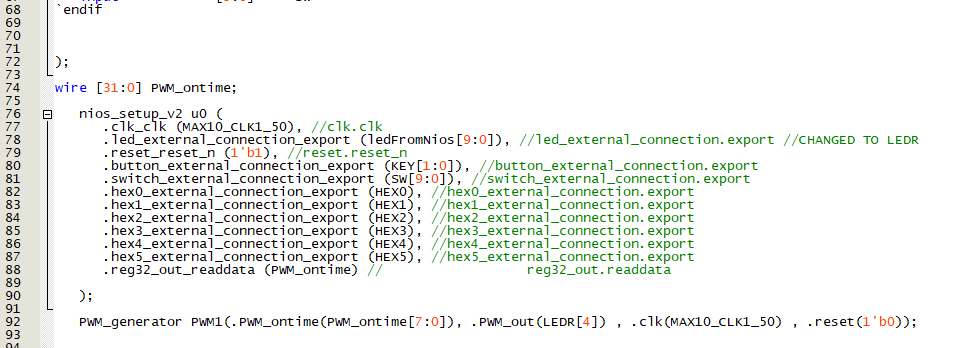 68 `endif
69
70
71
72 );
73
74 wire [31:0] PWM_ontime;
75
76 nios_setup_v2 u0 (
77 .clk_clk (MAX10_CLK1_50), //clk.clk
78 .led_external_connection_export (ledFromNios[9:0]), //led_external_connection.export //CHANGED TO LEDR
79 .reset_reset_n (1'b1), //reset.reset_n
80 .button_external_connection_export (KEY[1:0]), //button_external_connection.export
81 .switch_external_connection_export (SW[9:0]), //switch_external_connection.export
82 .hex0_external_connection_export (HEX0), //hex0_external_connection.export
83 .hex1_external_connection_export (HEX1), //hex1_external_connection.export
84 .hex2_external_connection_export (HEX2), //hex2_external_connection.export
85 .hex3_external_connection_export (HEX3), //hex3_external_connection.export
86 .hex4_external_connection_export (HEX4), //hex4_external_connection.export
87 .hex5_external_connection_export (HEX5), //hex5_external_connection.export
88 .reg32_out_readdata (PWM_ontime) // reg32_out.readdata
89
90 );
91
92 PWM_generator PWM1(.PWM_ontime(PWM_ontime[7:0]), .PWM_out(LEDR[4]) , .clk(MAX10_CLK1_50) , .reset(1'b0));
93